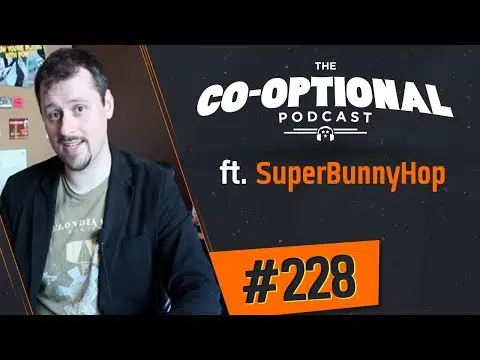 THE
CO-OPTIONAL
PODCAST
ft. SuperBunnyHop
#228